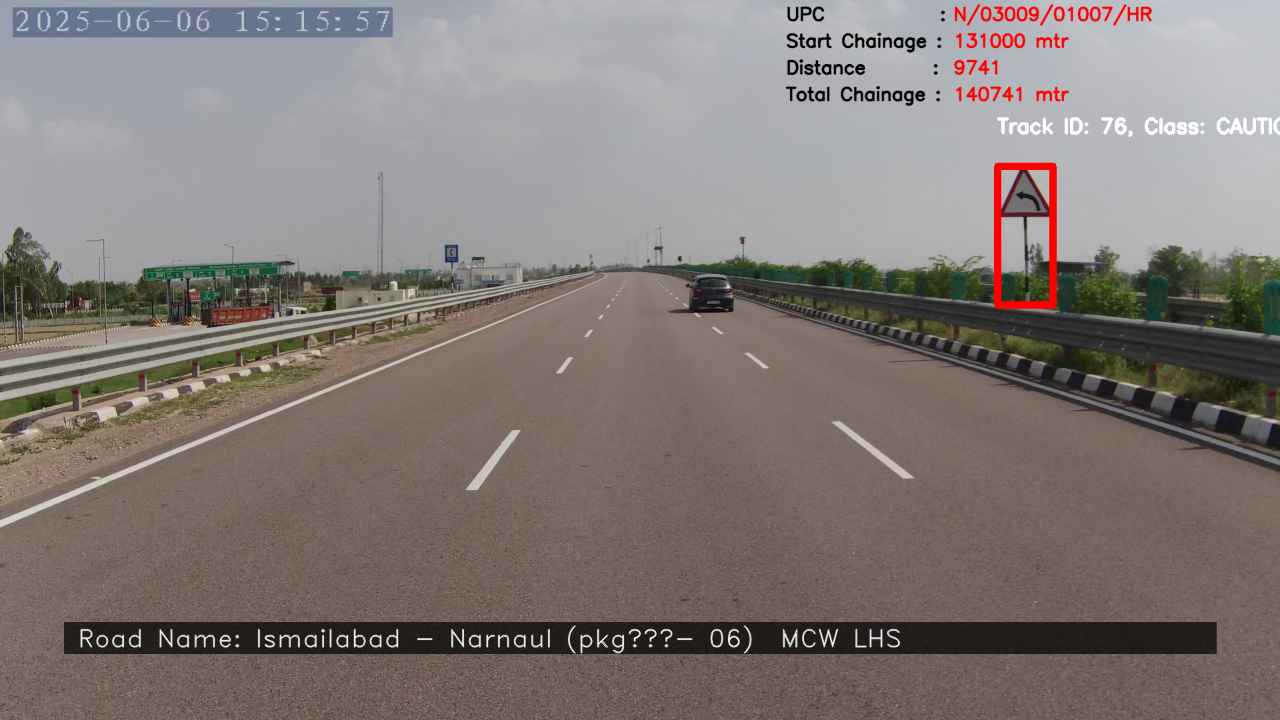 2025-06-06 15:15:57
UPC : N/03009/01007/HR
Start Chainage : 131000 mtr
Distance : 9741
Total Chainage : 140741 mtr
Track ID: 76, Class: CAUTIO
Road Name: Ismailabad - Narnaul (pkg???- 06) MCW LHS